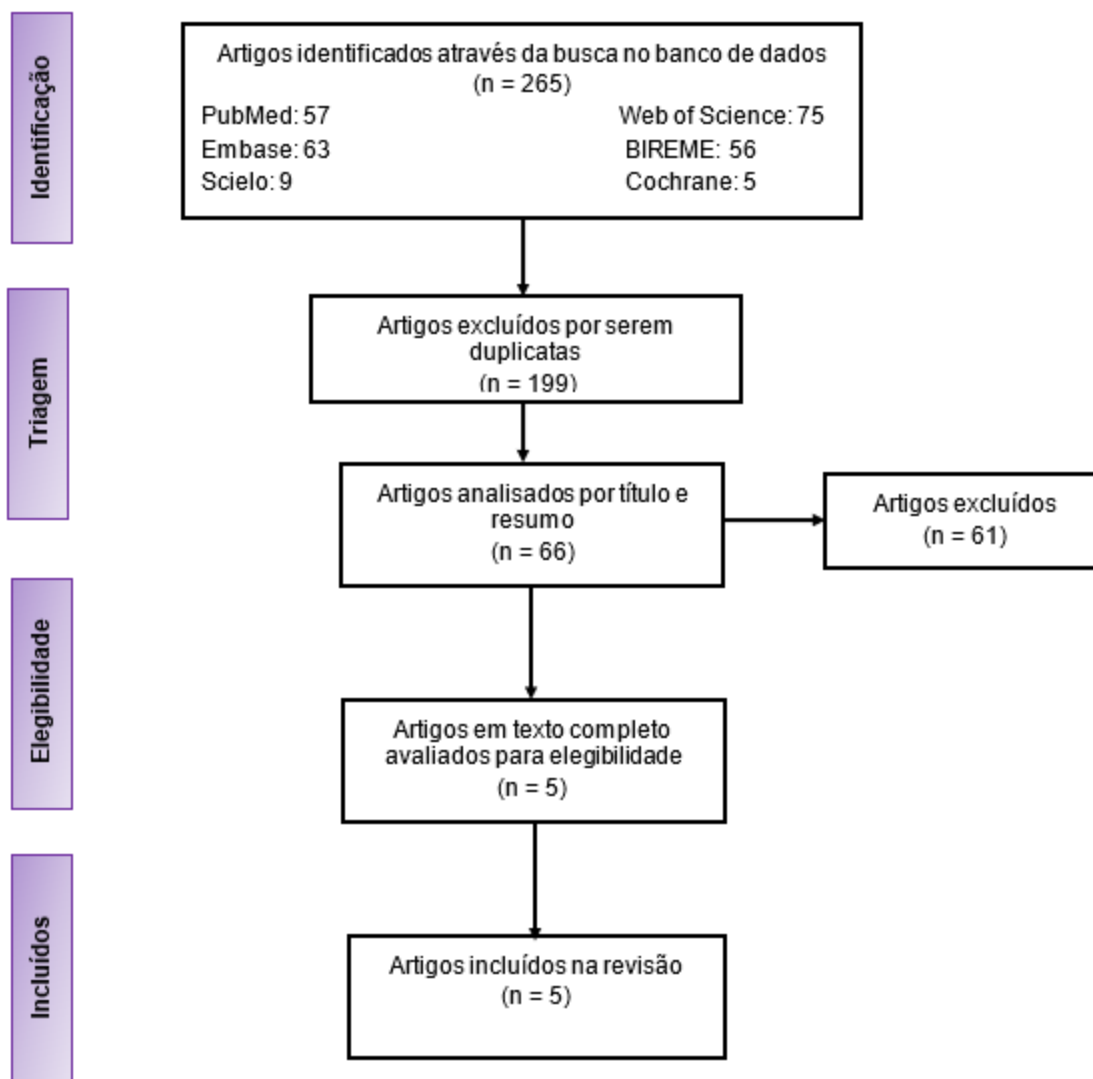 Identificação
Artigos identificados através da busca no banco de dados
(n = 265)
PubMed: 57
Web of Science: 75
Embase: 63
BIREME: 56
Scielo: 9
Cochrane: 5
Triagem
Artigos excluídos por serem
duplicatas
(n = 199)
Artigos analisados por título e
resumo
(n = 66)
Artigos excluídos
(n = 61)
Elegibilidade
Artigos em texto completo
avaliados para elegibilidade
(n = 5)
Incluídos
Artigos incluídos na revisão
(n = 5)